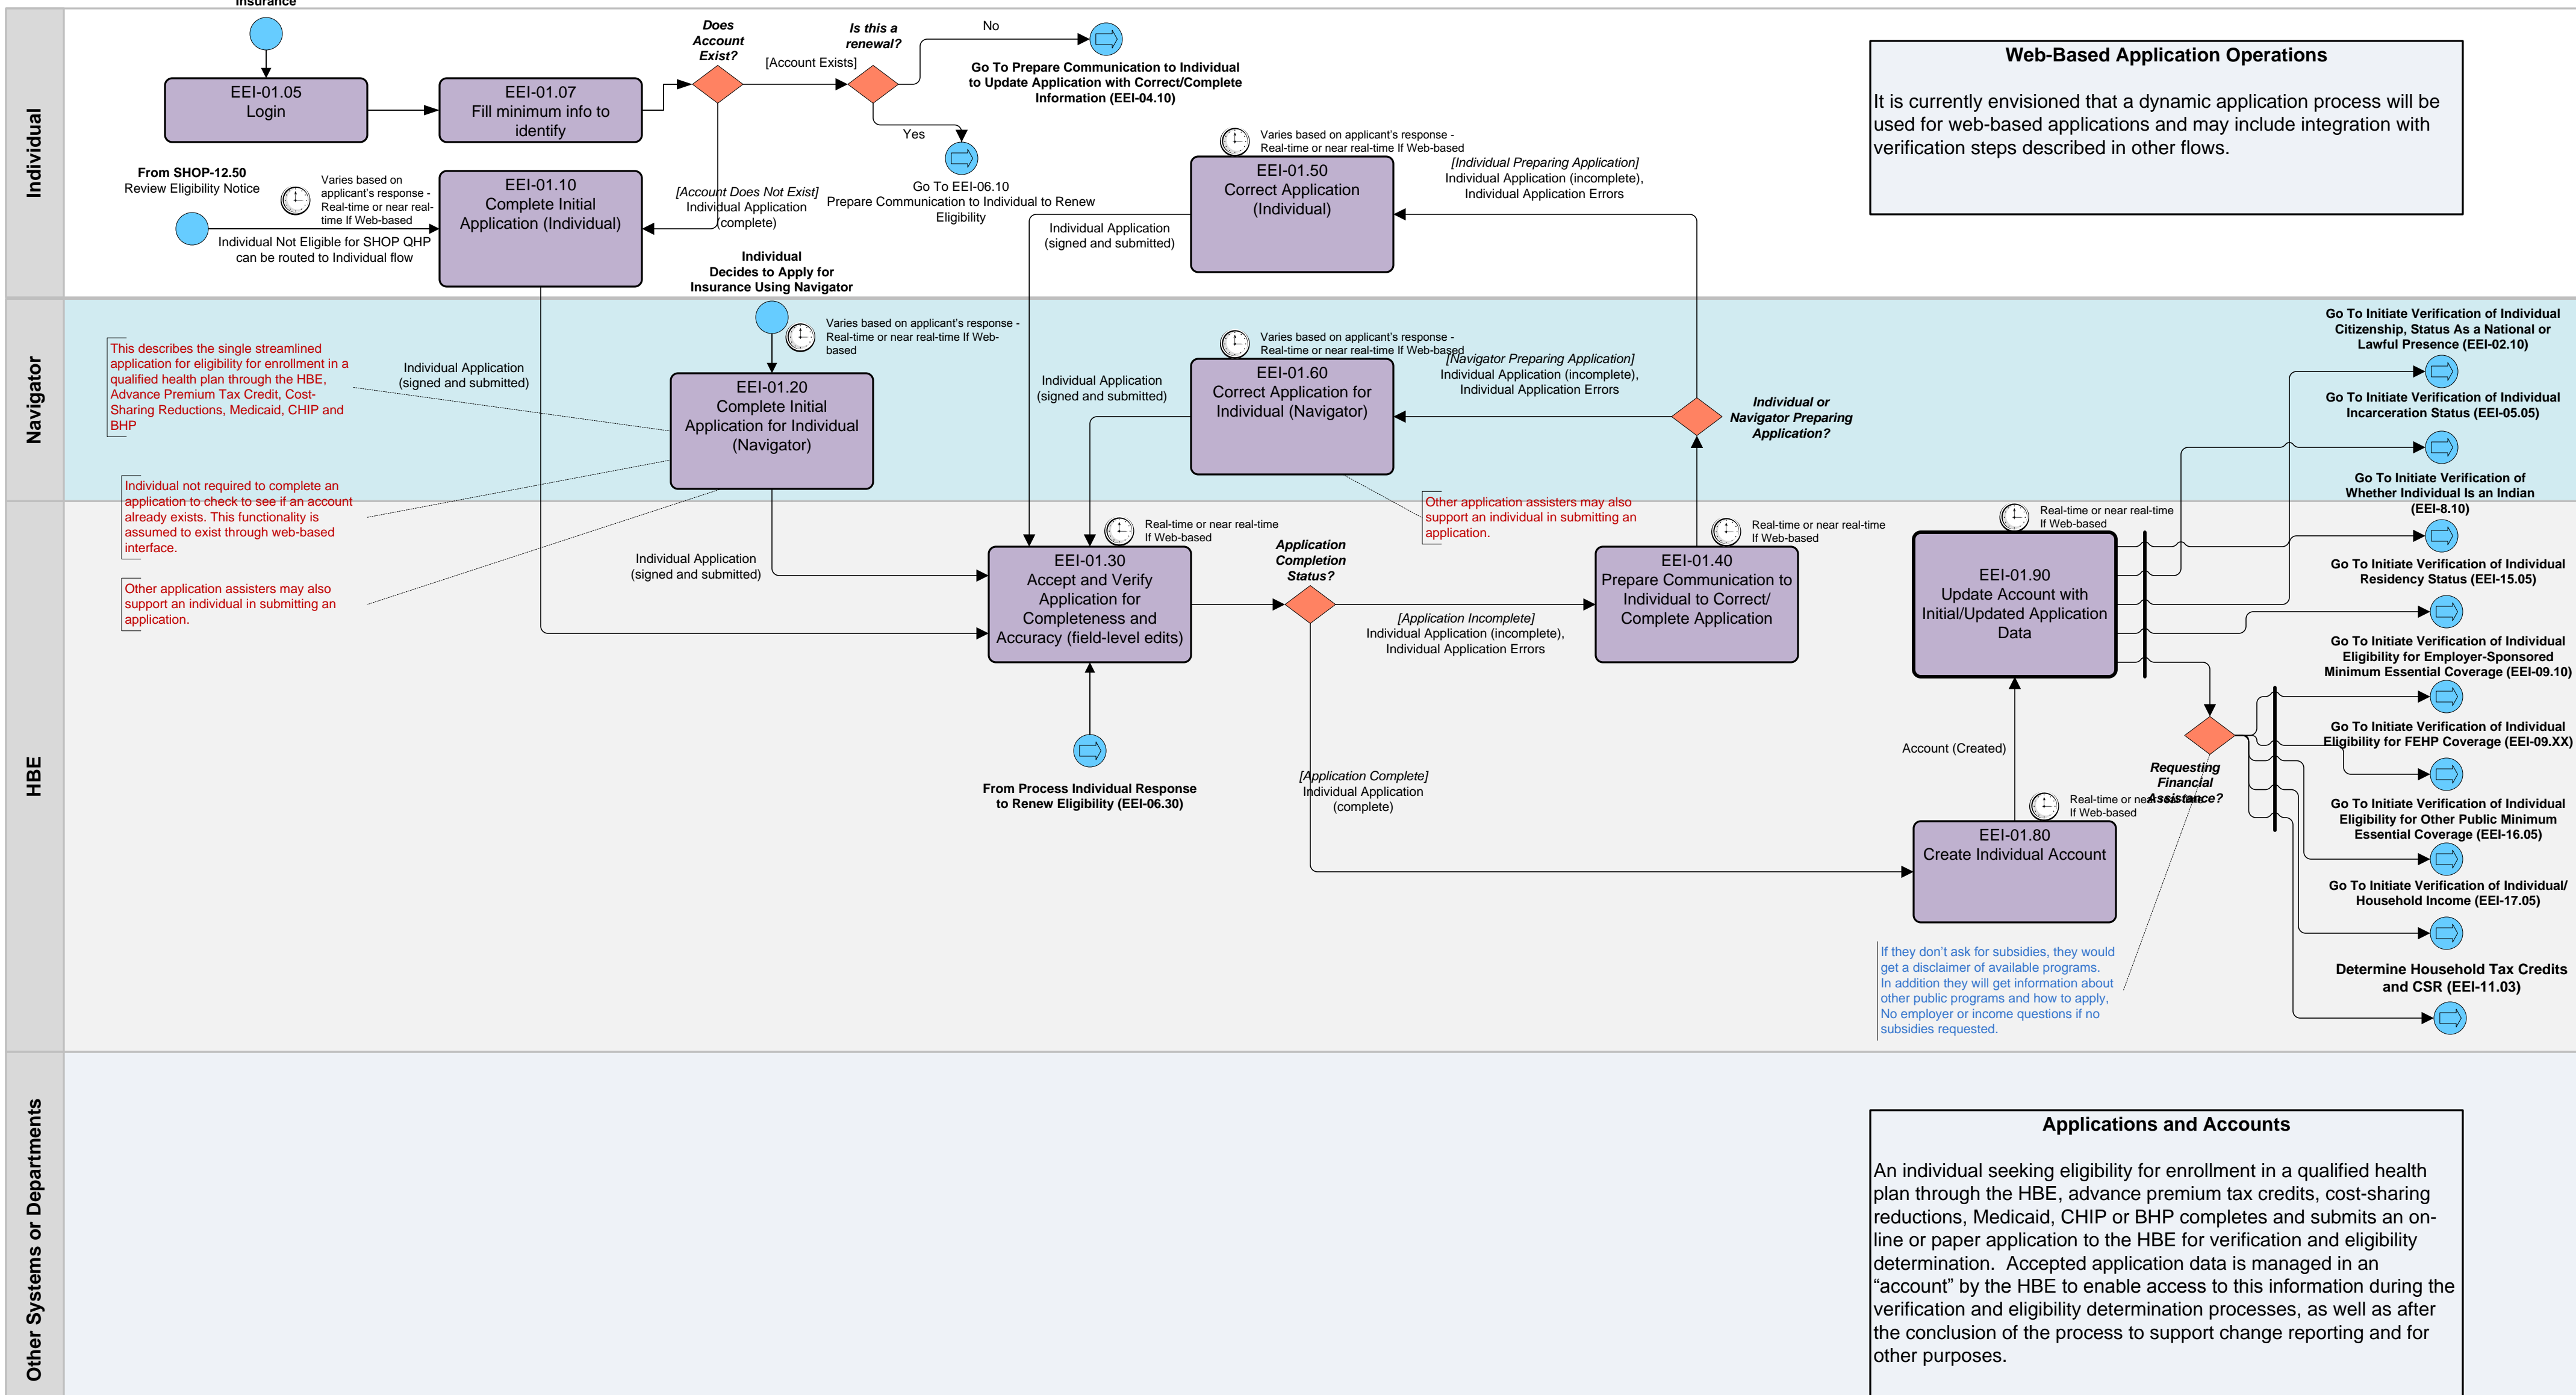 Insurance
Individual
EEI-01.05
Login
EEI-01.07
Fill minimum info to
identify
Does
Account
Exist?
[Account Exists]
Is this a
renewal?
No
Go To Prepare Communication to Individual
to Update Application with Correct/Complete
Information (EEI-04.10)
Yes
Go To EEI-06.10
Prepare Communication to Individual to Renew
Eligibility
Web-Based Application Operations
It is currently envisioned that a dynamic application process will be
used for web-based applications and may include integration with
verification steps described in other flows.
From SHOP-12.50
Review Eligibility Notice
Varies based on
applicant's response -
Real-time or near real-
time If Web-based
Individual Not Eligible for SHOP QHP
can be routed to Individual flow
EEI-01.10
Complete Initial
Application (Individual)
[Account Does Not Exist]
Individual Application
(complete)
Varies based on applicant's response -
Real-time or near real-time If Web-based
EEI-01.50
Correct Application
(Individual)
[Individual Preparing Application]
Individual Application (incomplete),
Individual Application Errors
Individual Application
(signed and submitted)
Individual
Decides to Apply for
Insurance Using Navigator
Navigator
This describes the single streamlined
application for eligibility for enrollment in a
qualified health plan through the HBE,
Advance Premium Tax Credit, Cost-
Sharing Reductions, Medicaid, CHIP and
BHP
Individual Application
(signed and submitted)
Varies based on applicant's response -
Real-time or near real-time If Web-
based
EEI-01.20
Complete Initial
Application for Individual
(Navigator)
Individual Application
(signed and submitted)
Varies based on applicant's response -
Real-time or near real-time If Web-based
EEI-01.60
Correct Application for
Individual (Navigator)
[Navigator Preparing Application]
Individual Application (incomplete),
Individual Application Errors
Individual or
Navigator Preparing
Application?
Go To Initiate Verification of Individual
Citizenship, Status As a National or
Lawful Presence (EEI-02.10)
Go To Initiate Verification of Individual
Incarceration Status (EEI-05.05)
Go To Initiate Verification of
Whether Individual Is an Indian
(EEI-8.10)
Individual not required to complete an
application to check to see if an account
already exists. This functionality is
assumed to exist through web-based
interface.
Other application assisters may also
support an individual in submitting an
application.
HBE
Other application assisters may also
support an individual in submitting an
application.
Individual Application
(signed and submitted)
Real-time or near real-time
If Web-based
EEI-01.30
Accept and Verify
Application for
Completeness and
Accuracy (field-level edits)
Application
Completion
Status?
[Application Incomplete]
Individual Application (incomplete),
Individual Application Errors
Real-time or near real-time
If Web-based
EEI-01.40
Prepare Communication to
Individual to Correct/
Complete Application
Real-time or near real-time
If Web-based
EEI-01.90
Update Account with
Initial/Updated Application
Data
Go To Initiate Verification of Individual
Residency Status (EEI-15.05)
Go To Initiate Verification of Individual
Eligibility for Employer-Sponsored
Minimum Essential Coverage (EEI-09.10)
Go To Initiate Verification of Individual
Eligibility for FEHP Coverage (EEI-09.XX)
From Process Individual Response
to Renew Eligibility (EEI-06.30)
[Application Complete]
Individual Application
(complete)
Account (Created)
Requesting
Financial
Assistance?
Real-time or near real-time
If Web-based
EEI-01.80
Create Individual Account
Go To Initiate Verification of Individual
Eligibility for Other Public Minimum
Essential Coverage (EEI-16.05)
Go To Initiate Verification of Individual/
Household Income (EEI-17.05)
If they don't ask for subsidies, they would
get a disclaimer of available programs.
In addition they will get information about
other public programs and how to apply,
No employer or income questions if no
subsidies requested.
Determine Household Tax Credits
and CSR (EEI-11.03)
Other Systems or Departments
Applications and Accounts
An individual seeking eligibility for enrollment in a qualified health
plan through the HBE, advance premium tax credits, cost-sharing
reductions, Medicaid, CHIP or BHP completes and submits an on-
line or paper application to the HBE for verification and eligibility
determination.  Accepted application data is managed in an
“account” by the HBE to enable access to this information during the
verification and eligibility determination processes, as well as after
the conclusion of the process to support change reporting and for
other purposes.